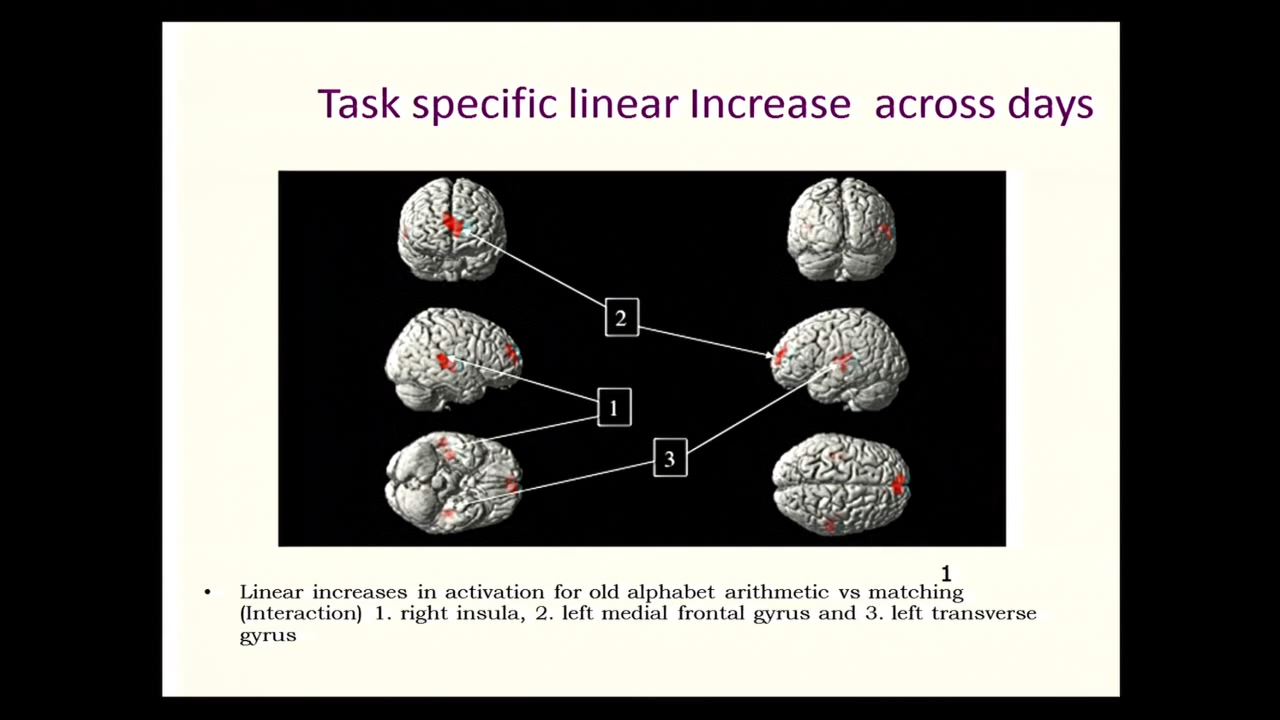 Task specific linear Increase across days
2
1
3
1
• Linear increases in activation for old alphabet arithmetic vs matching
(Interaction) 1. right insula, 2. left medial frontal gyrus and 3. left transverse
gyrus